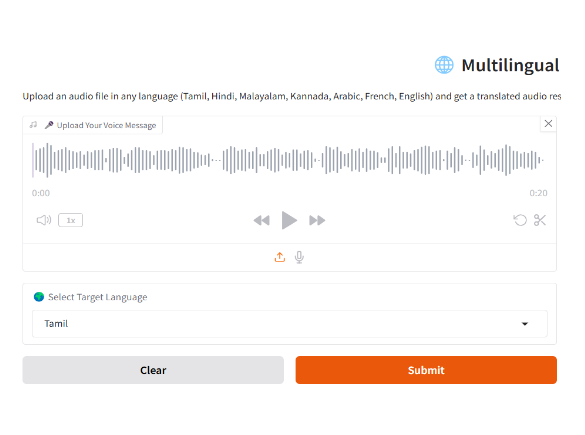 Multilingual
Upload an audio file in any language (Tamil, Hindi, Malayalam, Kannada, Arabic, French, English) and get a translated audio res
Upload Your Voice Message
0:00 0:20
1x
Select Target Language
Tamil
Clear Submit